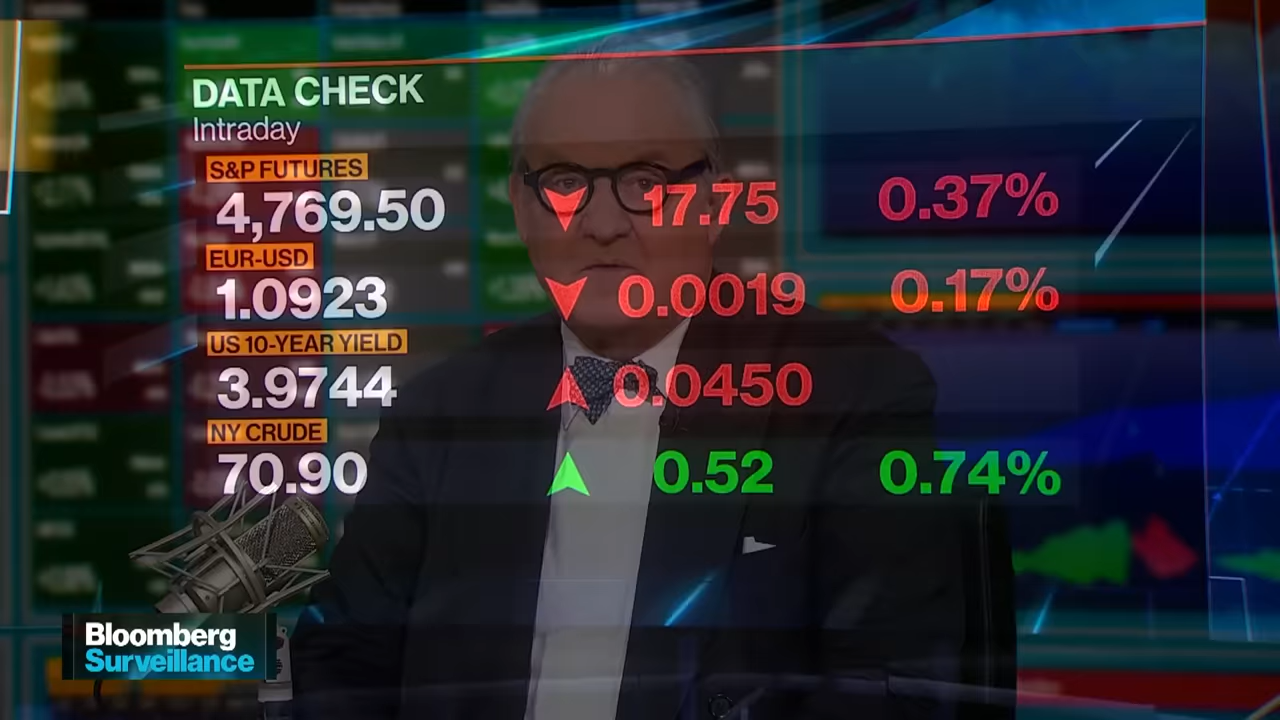 DATA CHECK
Intraday
S&P FUTURES
4,769.50 17.75 0.37%
EUR-USD
1.0923 0.0019 0.17%
US 10-YEAR YIELD
3.9744 0.0450
NY CRUDE
70.90 0.52 0.74%
Bloomberg
Surveillance